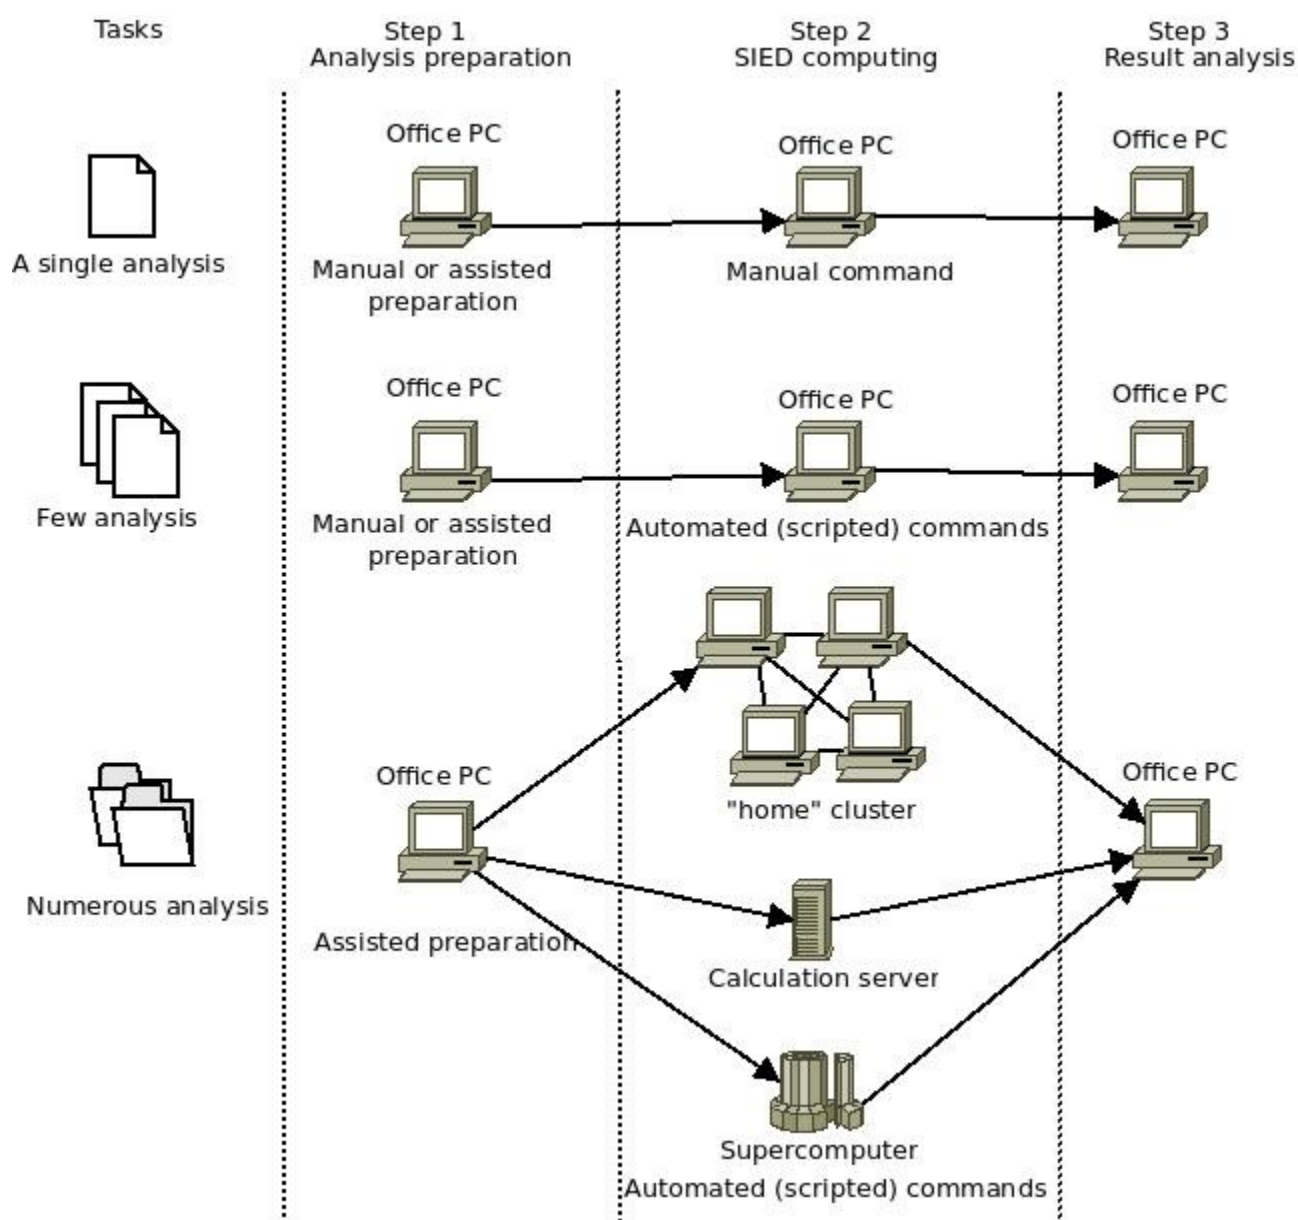 Tasks
Step 1
Analysis preparation
Step 2
SIED computing
Step 3
Result analysis
Office PC
Office PC
Office PC
A single analysis
Manual or assisted
preparation
Manual command
Office PC
Office PC
Office PC
Few analysis
Manual or assisted
preparation
Automated (scripted) commands
Office PC
"home" cluster
Office PC
Numerous analysis
Assisted preparation
Calculation server
Supercomputer
Automated (scripted) commands